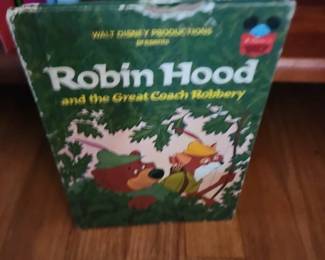 WALT DISNEY PRODUCTIONS
presents
Robin Hood
and the Great Coach Robbery